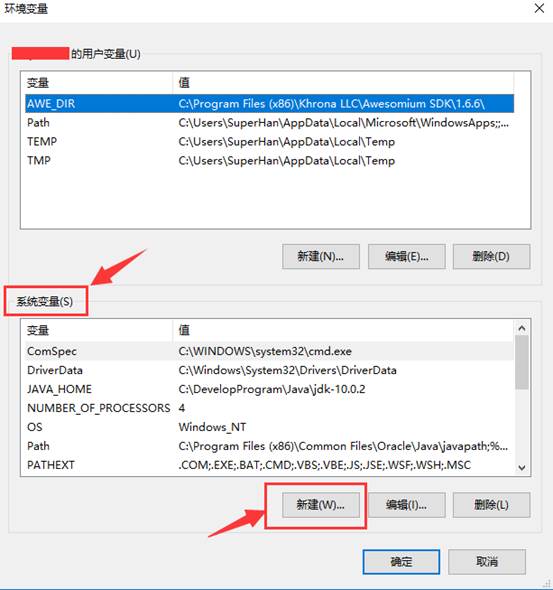 环境变量
的用户变量(U)
变量 值
AWE_DIR C:\Program Files (x86)\Khrona LLC\Awesomium SDK\1.6.6\
Path C:\Users\SuperHan\AppData\Local\Microsoft\WindowsApps;;...
TEMP C:\Users\SuperHan\AppData\Local\Temp
TMP C:\Users\SuperHan\AppData\Local\Temp
新建(N)... 编辑(E)... 删除(D)
系统变量(S)
变量 值
ComSpec C:\WINDOWS\system32\cmd.exe
DriverData C:\Windows\System32\Drivers\DriverData
JAVA_HOME C:\DevelopProgram\Java\jdk-10.0.2
NUMBER_OF_PROCESSORS 4
OS Windows_NT
Path C:\Program Files (x86)\Common Files\Oracle\Java\javapath;%...
PATHEXT .COM;.EXE;.BAT;.CMD;.VBS;.VBE;.JS;.JSE;.WSF;.WSH;.MSC
新建(W)... 编辑(I)... 删除(L)
确定 取消